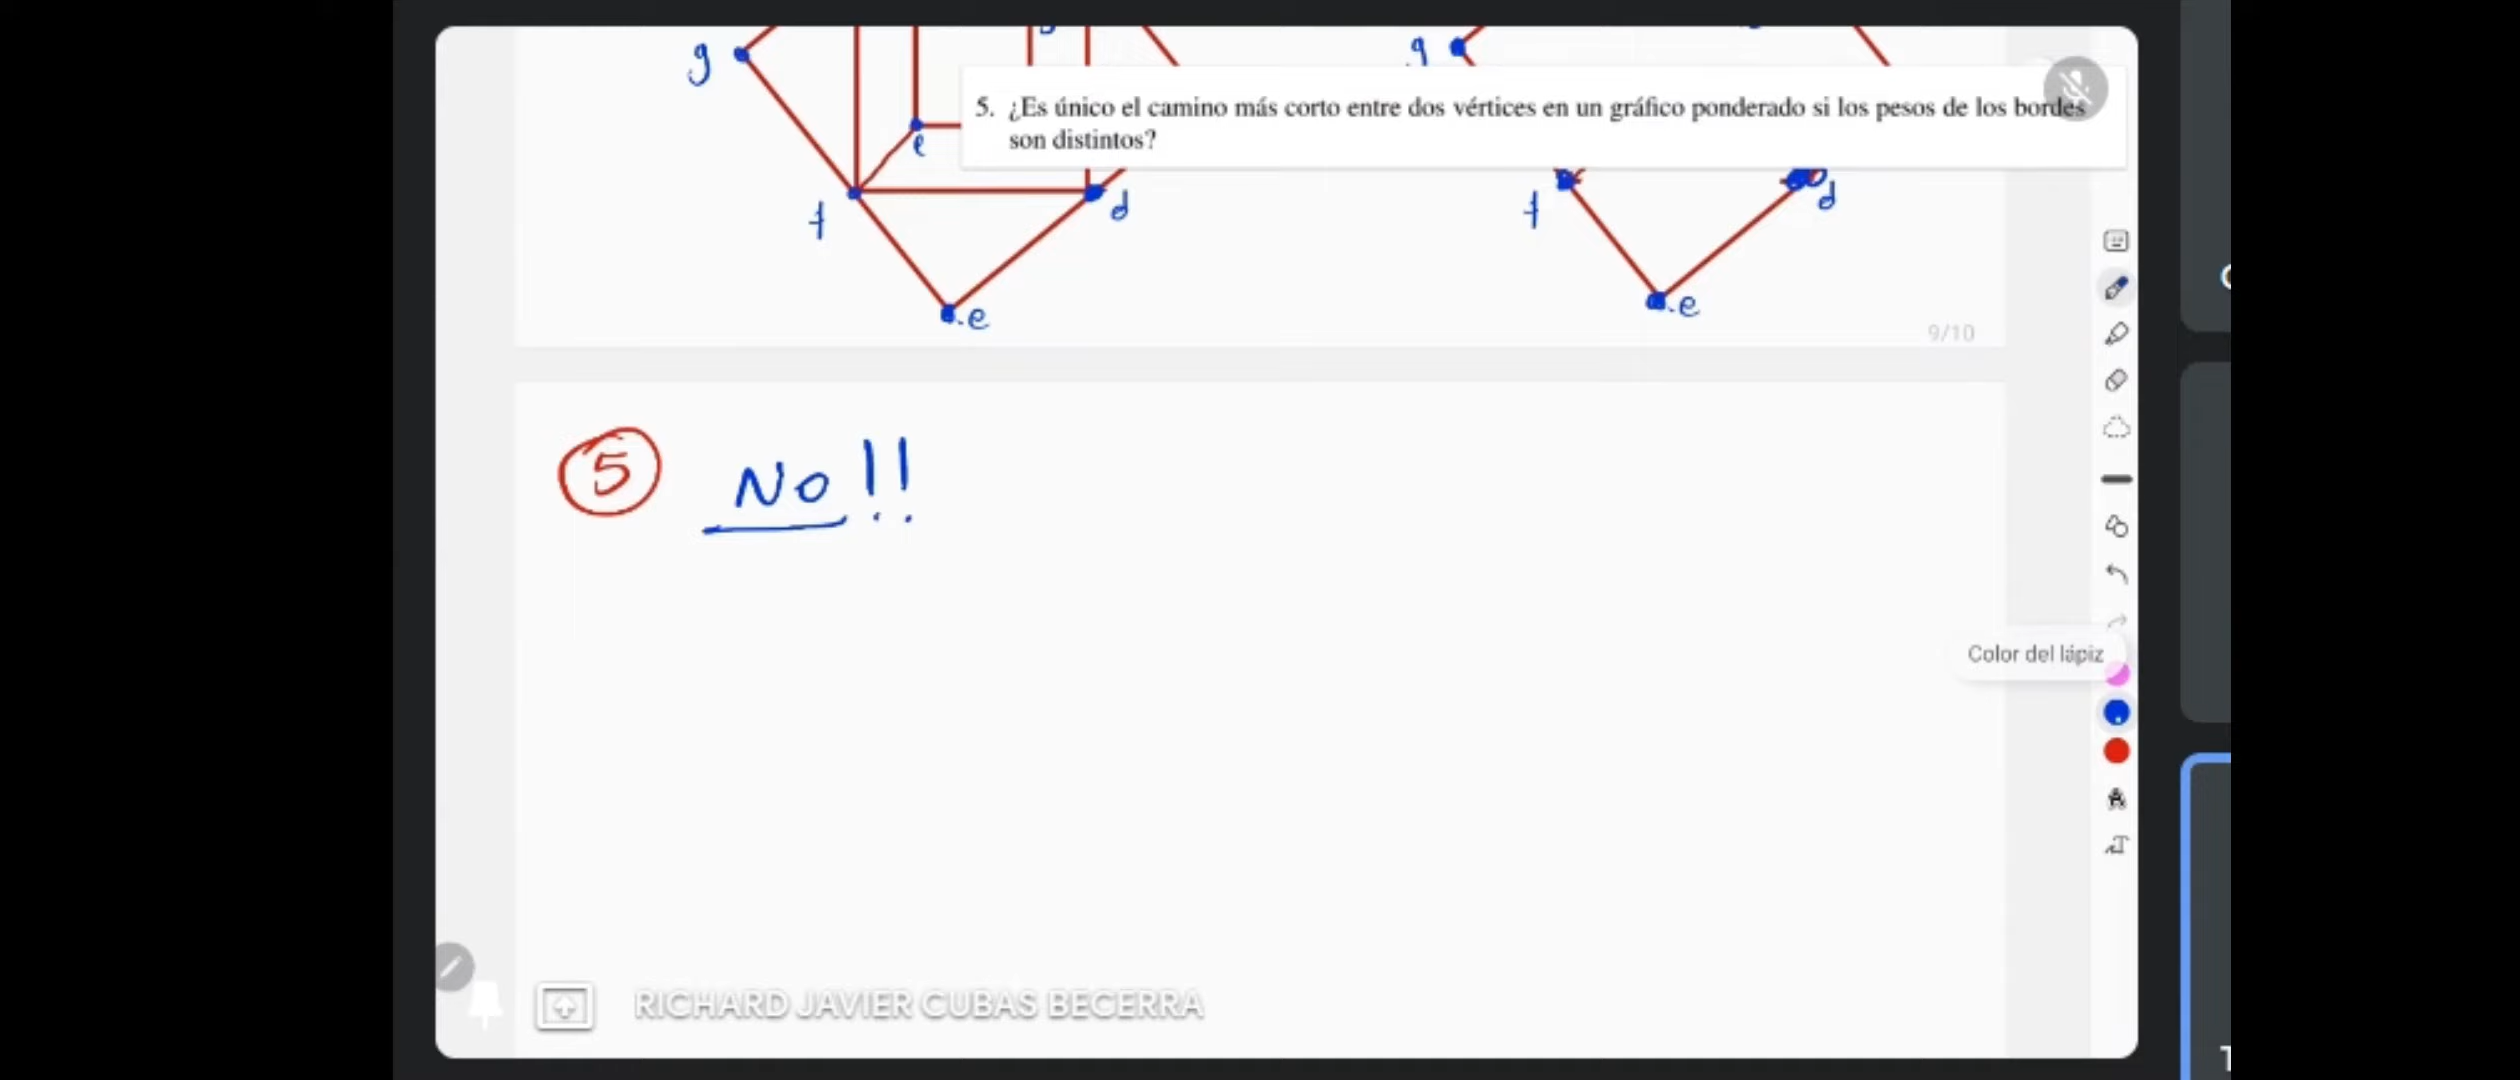 g
g
5. ¿Es único el camino más corto entre dos vértices en un gráfico ponderado si los pesos de los bordes
son distintos?
e
f
d
f
d
e
e
9/10
5 No!!
Color del lápiz
RICHARD JAVIER CUBAS BECERRA